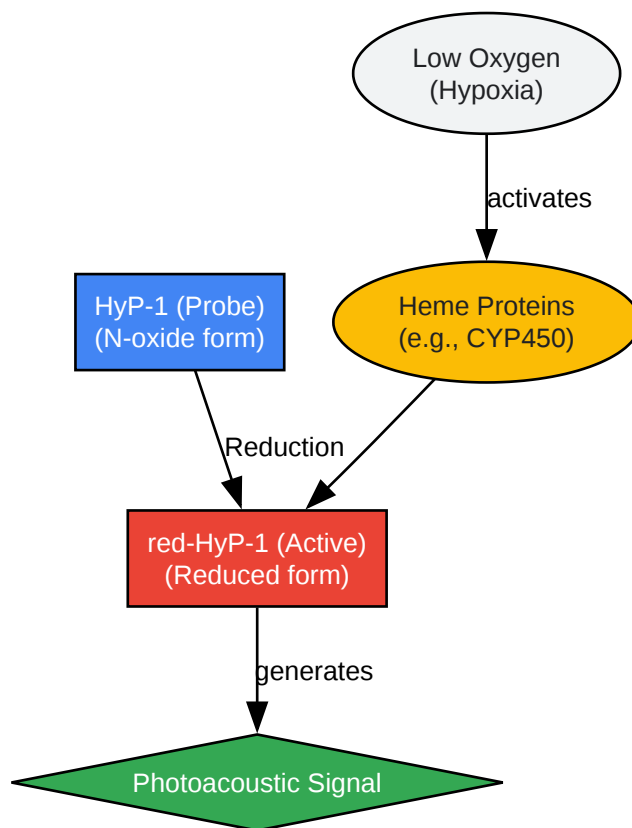 Low Oxygen
(Hypoxia)
activates
HyP-1 (Probe)
(N-oxide form)
Heme Proteins
(e.g., CYP450)
Reduction
red-HyP-1 (Active)
(Reduced form)
generates
Photoacoustic Signal